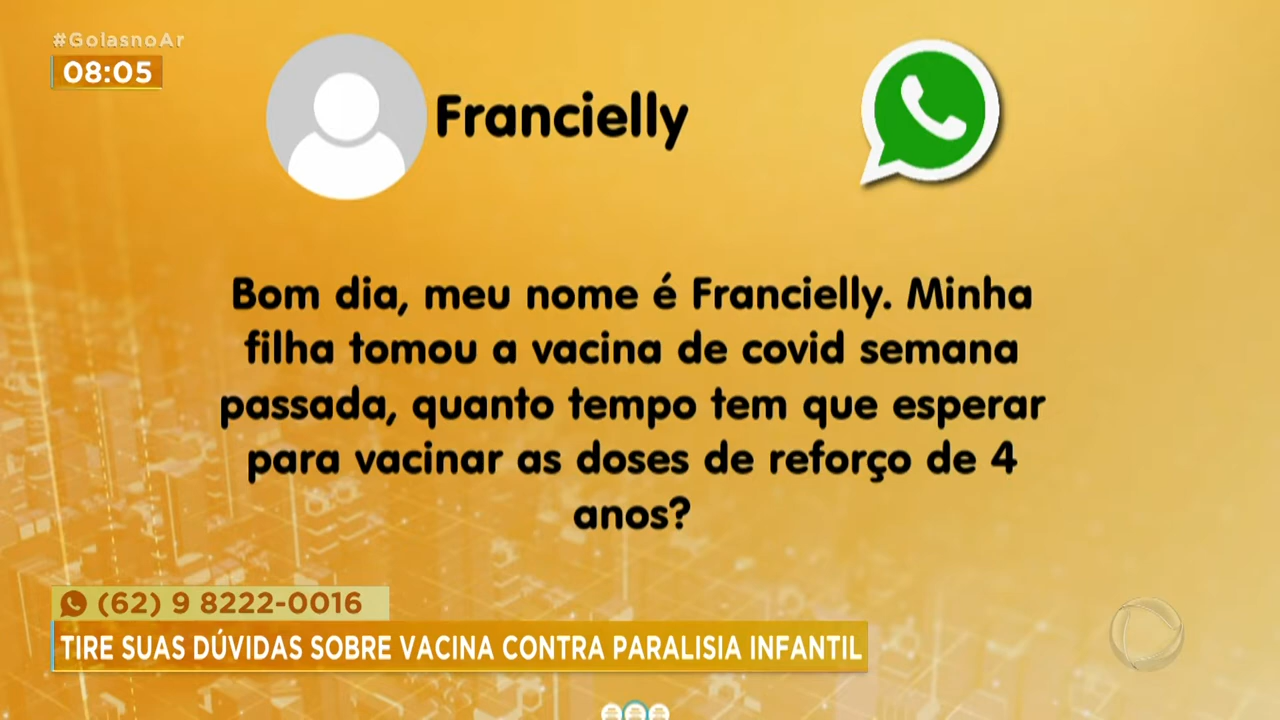 #GoiasnoAr
08:05
Francielly
Bom dia, meu nome é Francielly. Minha
filha tomou a vacina de covid semana
passada, quanto tempo tem que esperar
para vacinar as doses de reforço de 4
anos?
(62) 9 8222-0016
TIRE SUAS DÚVIDAS SOBRE VACINA CONTRA PARALISIA INFANTIL